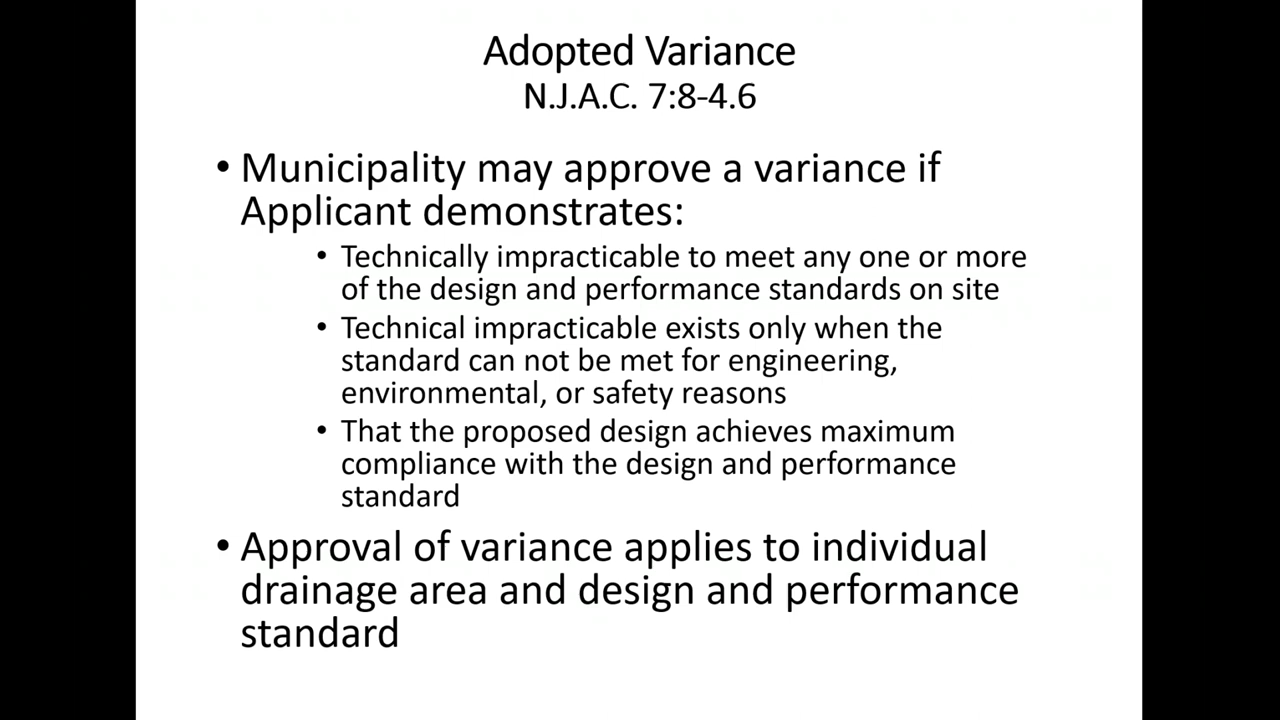 Adopted Variance
N.J.A.C. 7:8-4.6
• Municipality may approve a variance if
Applicant demonstrates:
• Technically impracticable to meet any one or more
of the design and performance standards on site
• Technical impracticable exists only when the
standard can not be met for engineering,
environmental, or safety reasons
• That the proposed design achieves maximum
compliance with the design and performance
standard
• Approval of variance applies to individual
drainage area and design and performance
standard